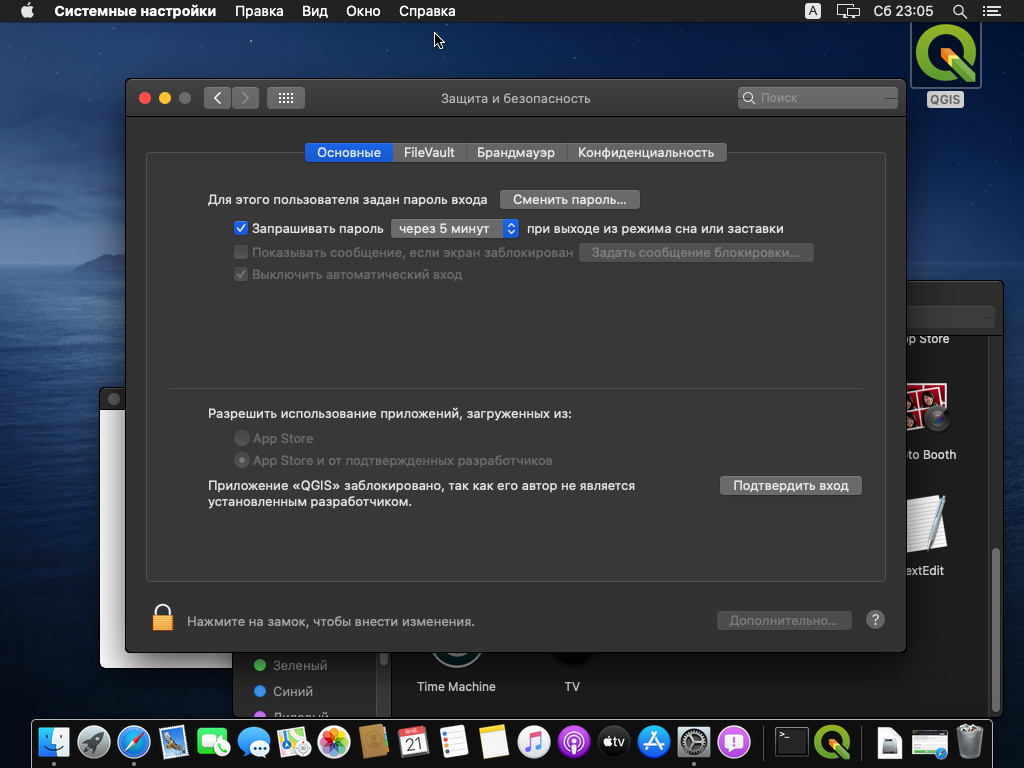 Системные настройки Правка Вид Окно Справка A Сб 23:05
QGIS
Защита и безопасность
Поиск
Основные FileVault Брандмауэр Конфиденциальность
Для этого пользователя задан пароль входа Сменить пароль...
Запрашивать пароль через 5 минут при выходе из режима сна или заставки
Показывать сообщение, если экран заблокирован Задать сообщение блокировки...
Выключить автоматический вход
pp Store
Разрешить использование приложений, загруженных из:
App Store
App Store и от подтвержденных разработчиков
to Booth
Приложение «QGIS» заблокировано, так как его автор не является
установленным разработчиком.
Подтвердить вход
extEdit
Нажмите на замок, чтобы внести изменения.
Дополнительно... ?
Зеленый
Синий
Time Machine TV
ЯНВ
21
tv